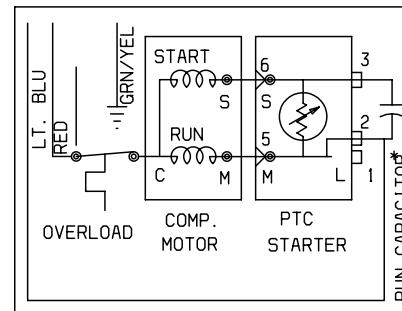 LT. BLU
RED
GRN/YEL
START
S
RUN
C
M
6
S
5
M
L
3
2
1
OVERLOAD
COMP.
MOTOR
PTC
STARTER
RUN CAPACITOR*